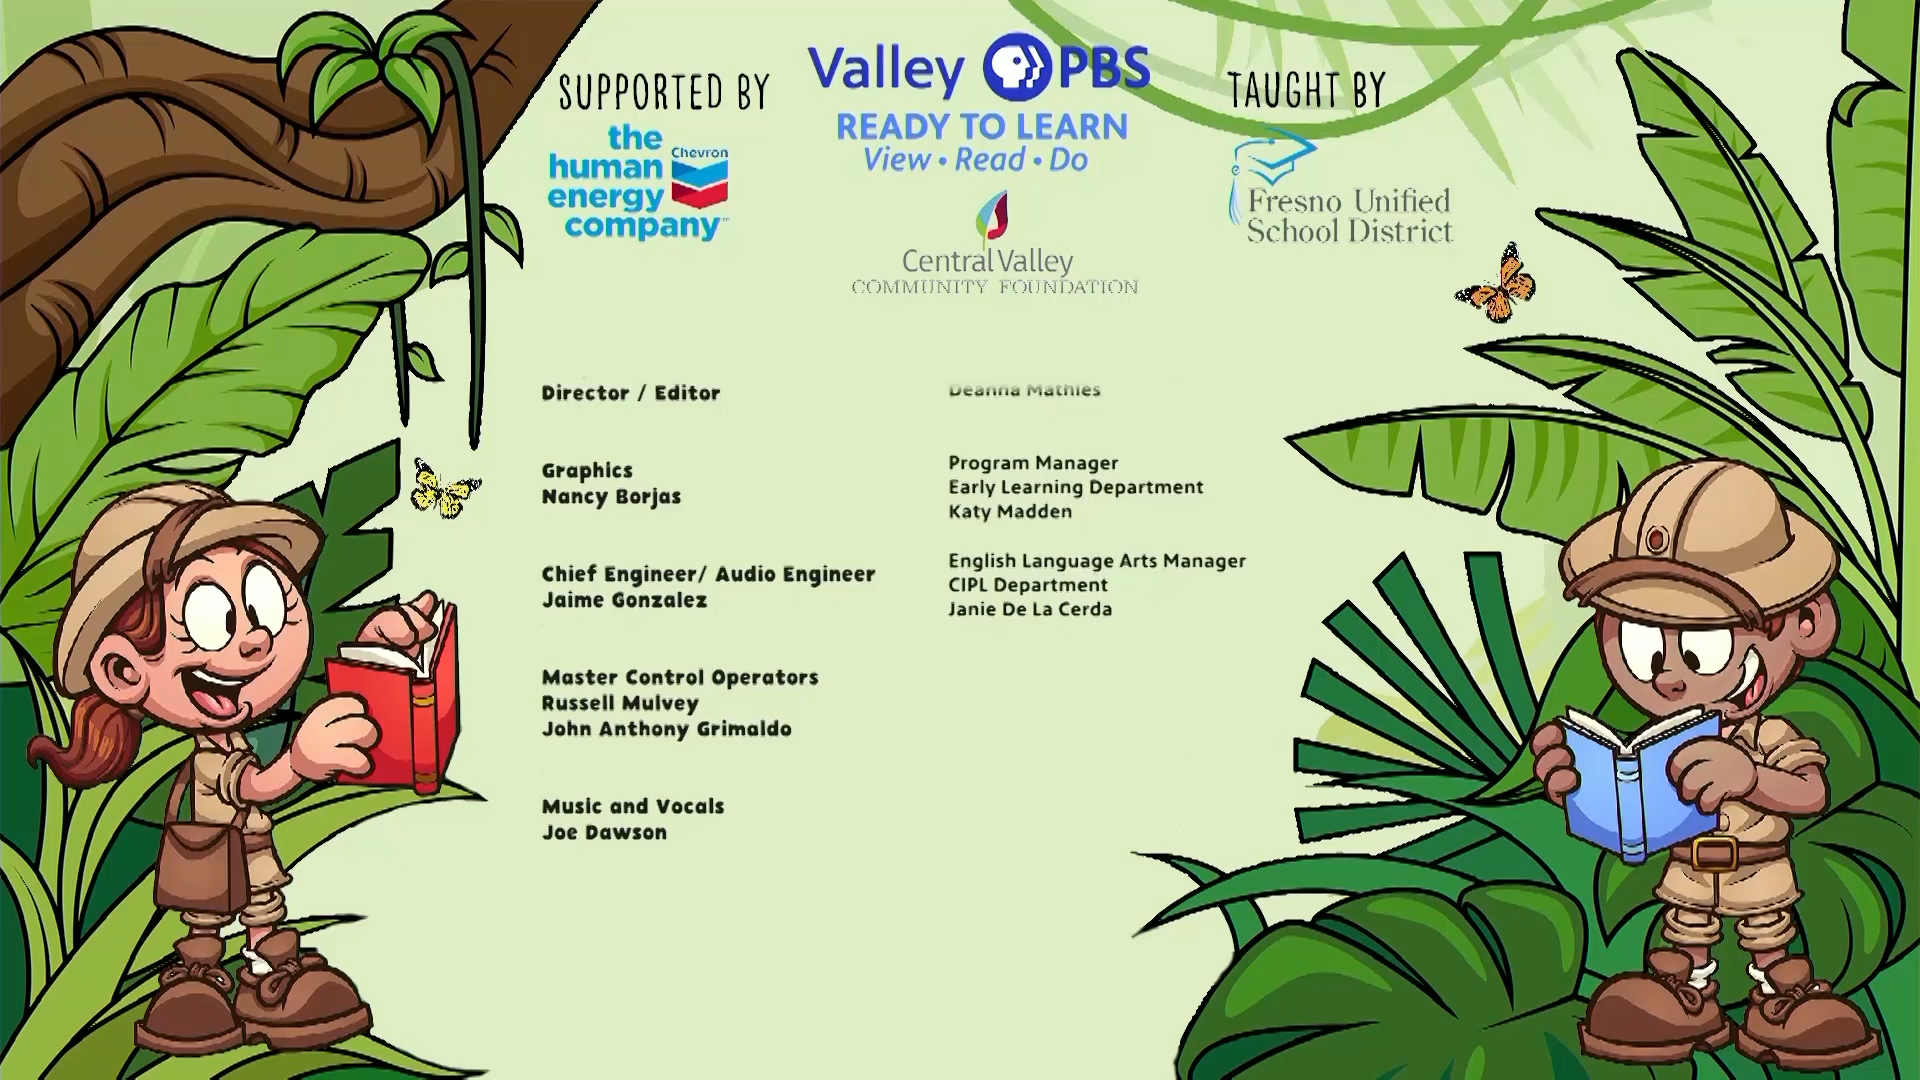 SUPPORTED BY
the
human
energy
company™
Chevron
Valley PBS
READY TO LEARN
View • Read • Do
Central Valley
COMMUNITY FOUNDATION
TAUGHT BY
Fresno Unified
School District
Director / Editor
Graphics
Nancy Borjas
Chief Engineer/ Audio Engineer
Jaime Gonzalez
Master Control Operators
Russell Mulvey
John Anthony Grimaldo
Music and Vocals
Joe Dawson
Deanna Mathies
Program Manager
Early Learning Department
Katy Madden
English Language Arts Manager
CIPL Department
Janie De La Cerda